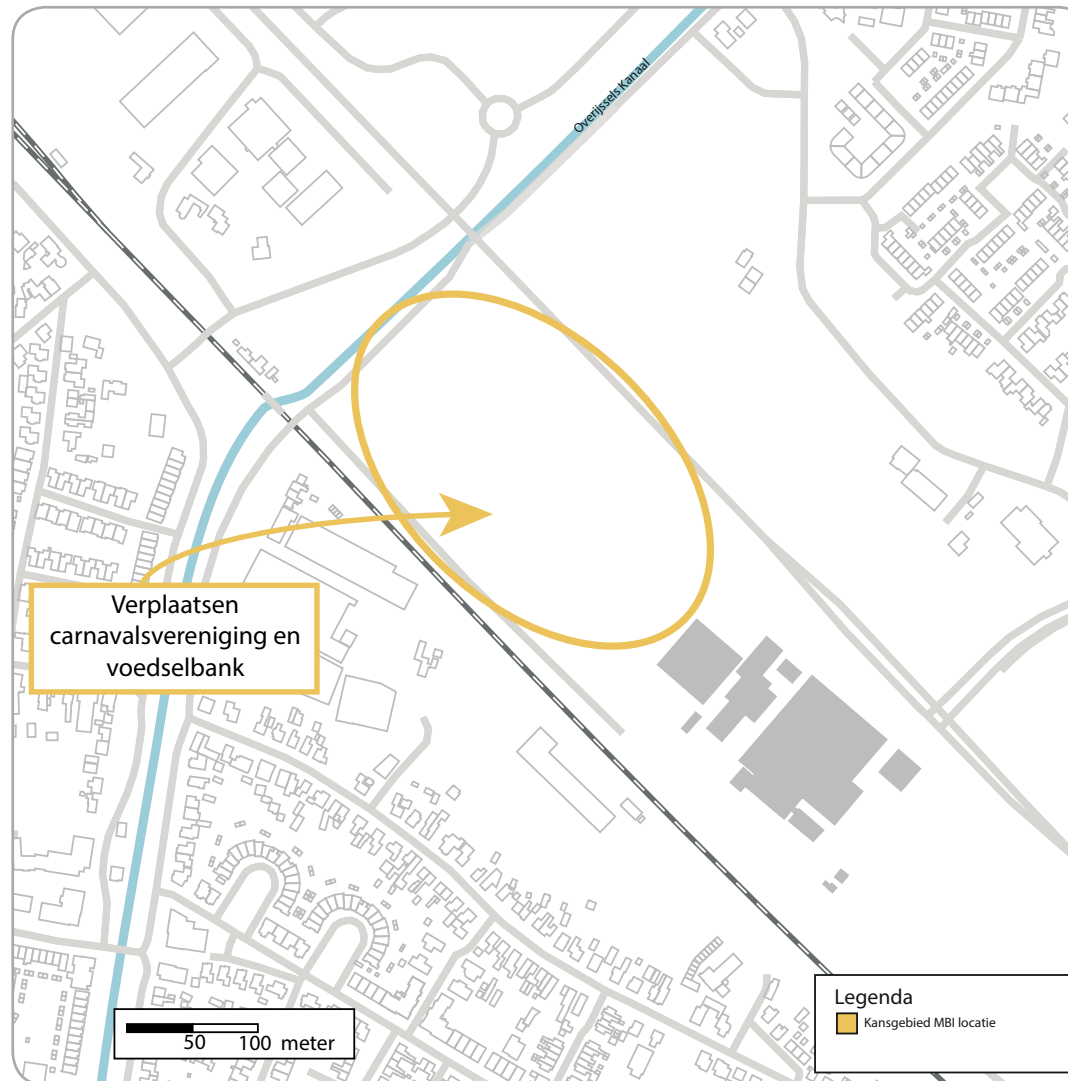 Overijssels Kanaal
Verplaatsen
carnavalsvereniging en
voedselbank
50 100 meter
Legenda
Kansgebied MBI locatie